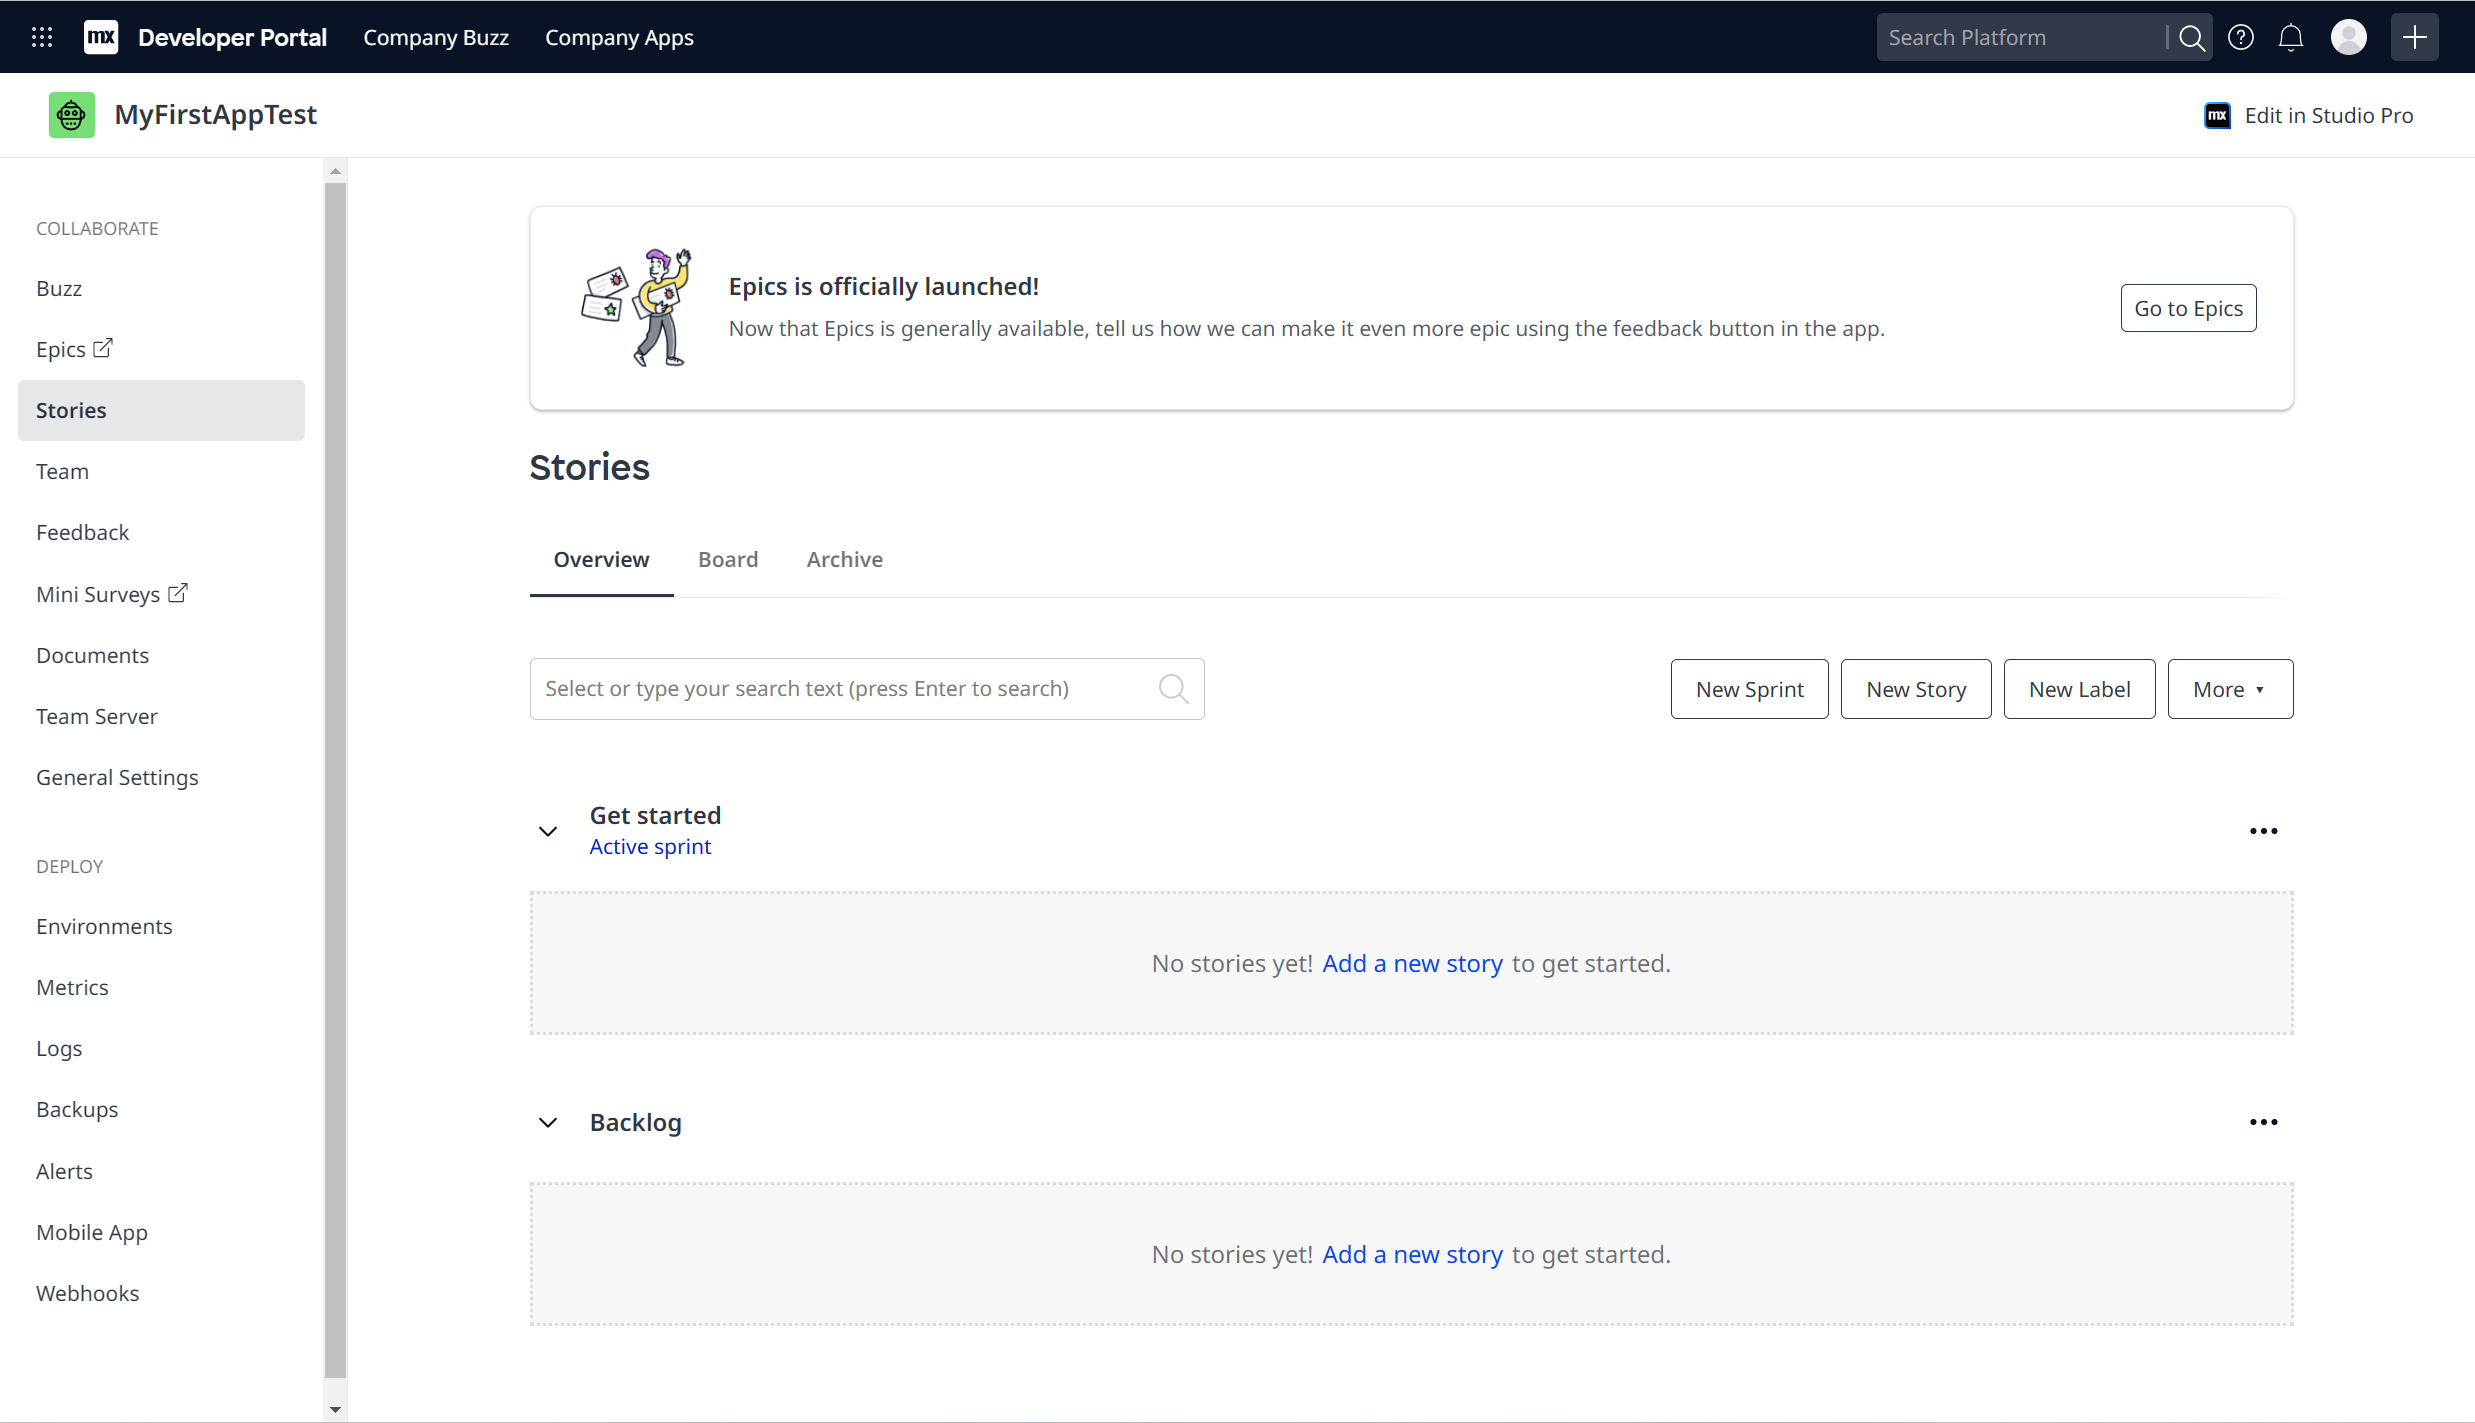 mx Developer Portal Company Buzz Company Apps Search Platform
MyFirstAppTest mx Edit in Studio Pro
COLLABORATE
Buzz
Epics
Stories
Team
Feedback
Mini Surveys
Documents
Team Server
General Settings
DEPLOY
Environments
Metrics
Logs
Backups
Alerts
Mobile App
Webhooks
Epics is officially launched!
Now that Epics is generally available, tell us how we can make it even more epic using the feedback button in the app.
Go to Epics
Stories
Overview Board Archive
Select or type your search text (press Enter to search)
New Sprint New Story New Label More
Get started
Active sprint
No stories yet! Add a new story to get started.
Backlog
No stories yet! Add a new story to get started.